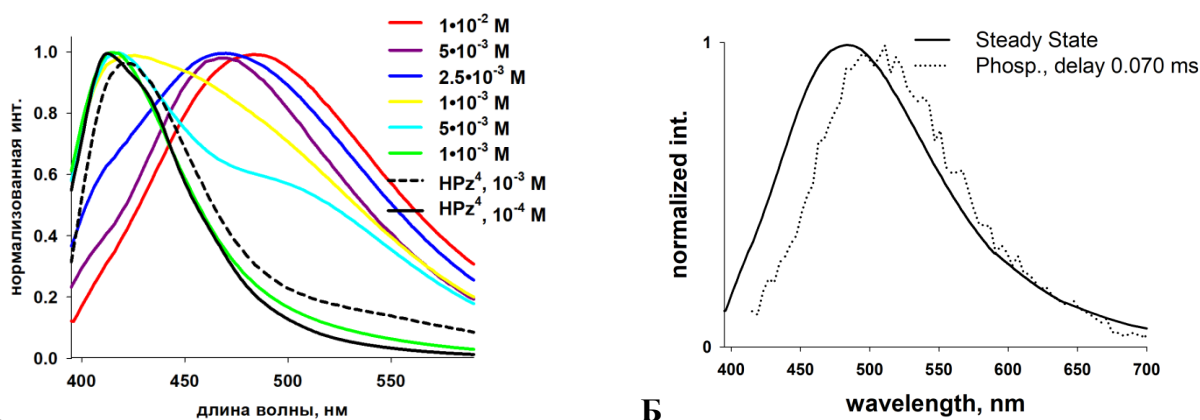 1•10⁻² M
5•10⁻³ M
2.5•10⁻³ M
1•10⁻³ M
5•10⁻³ M
1•10⁻³ M
HPz⁴, 10⁻³ M
HPz⁴, 10⁻⁴ M
нормализованная инт.
1.0
0.8
0.6
0.4
0.2
0.0
400 450 500 550
длина волны, нм
Б
Steady State
Phosp., delay 0.070 ms
normalized int.
1
0
400 450 500 550 600 650 700
wavelength, nm